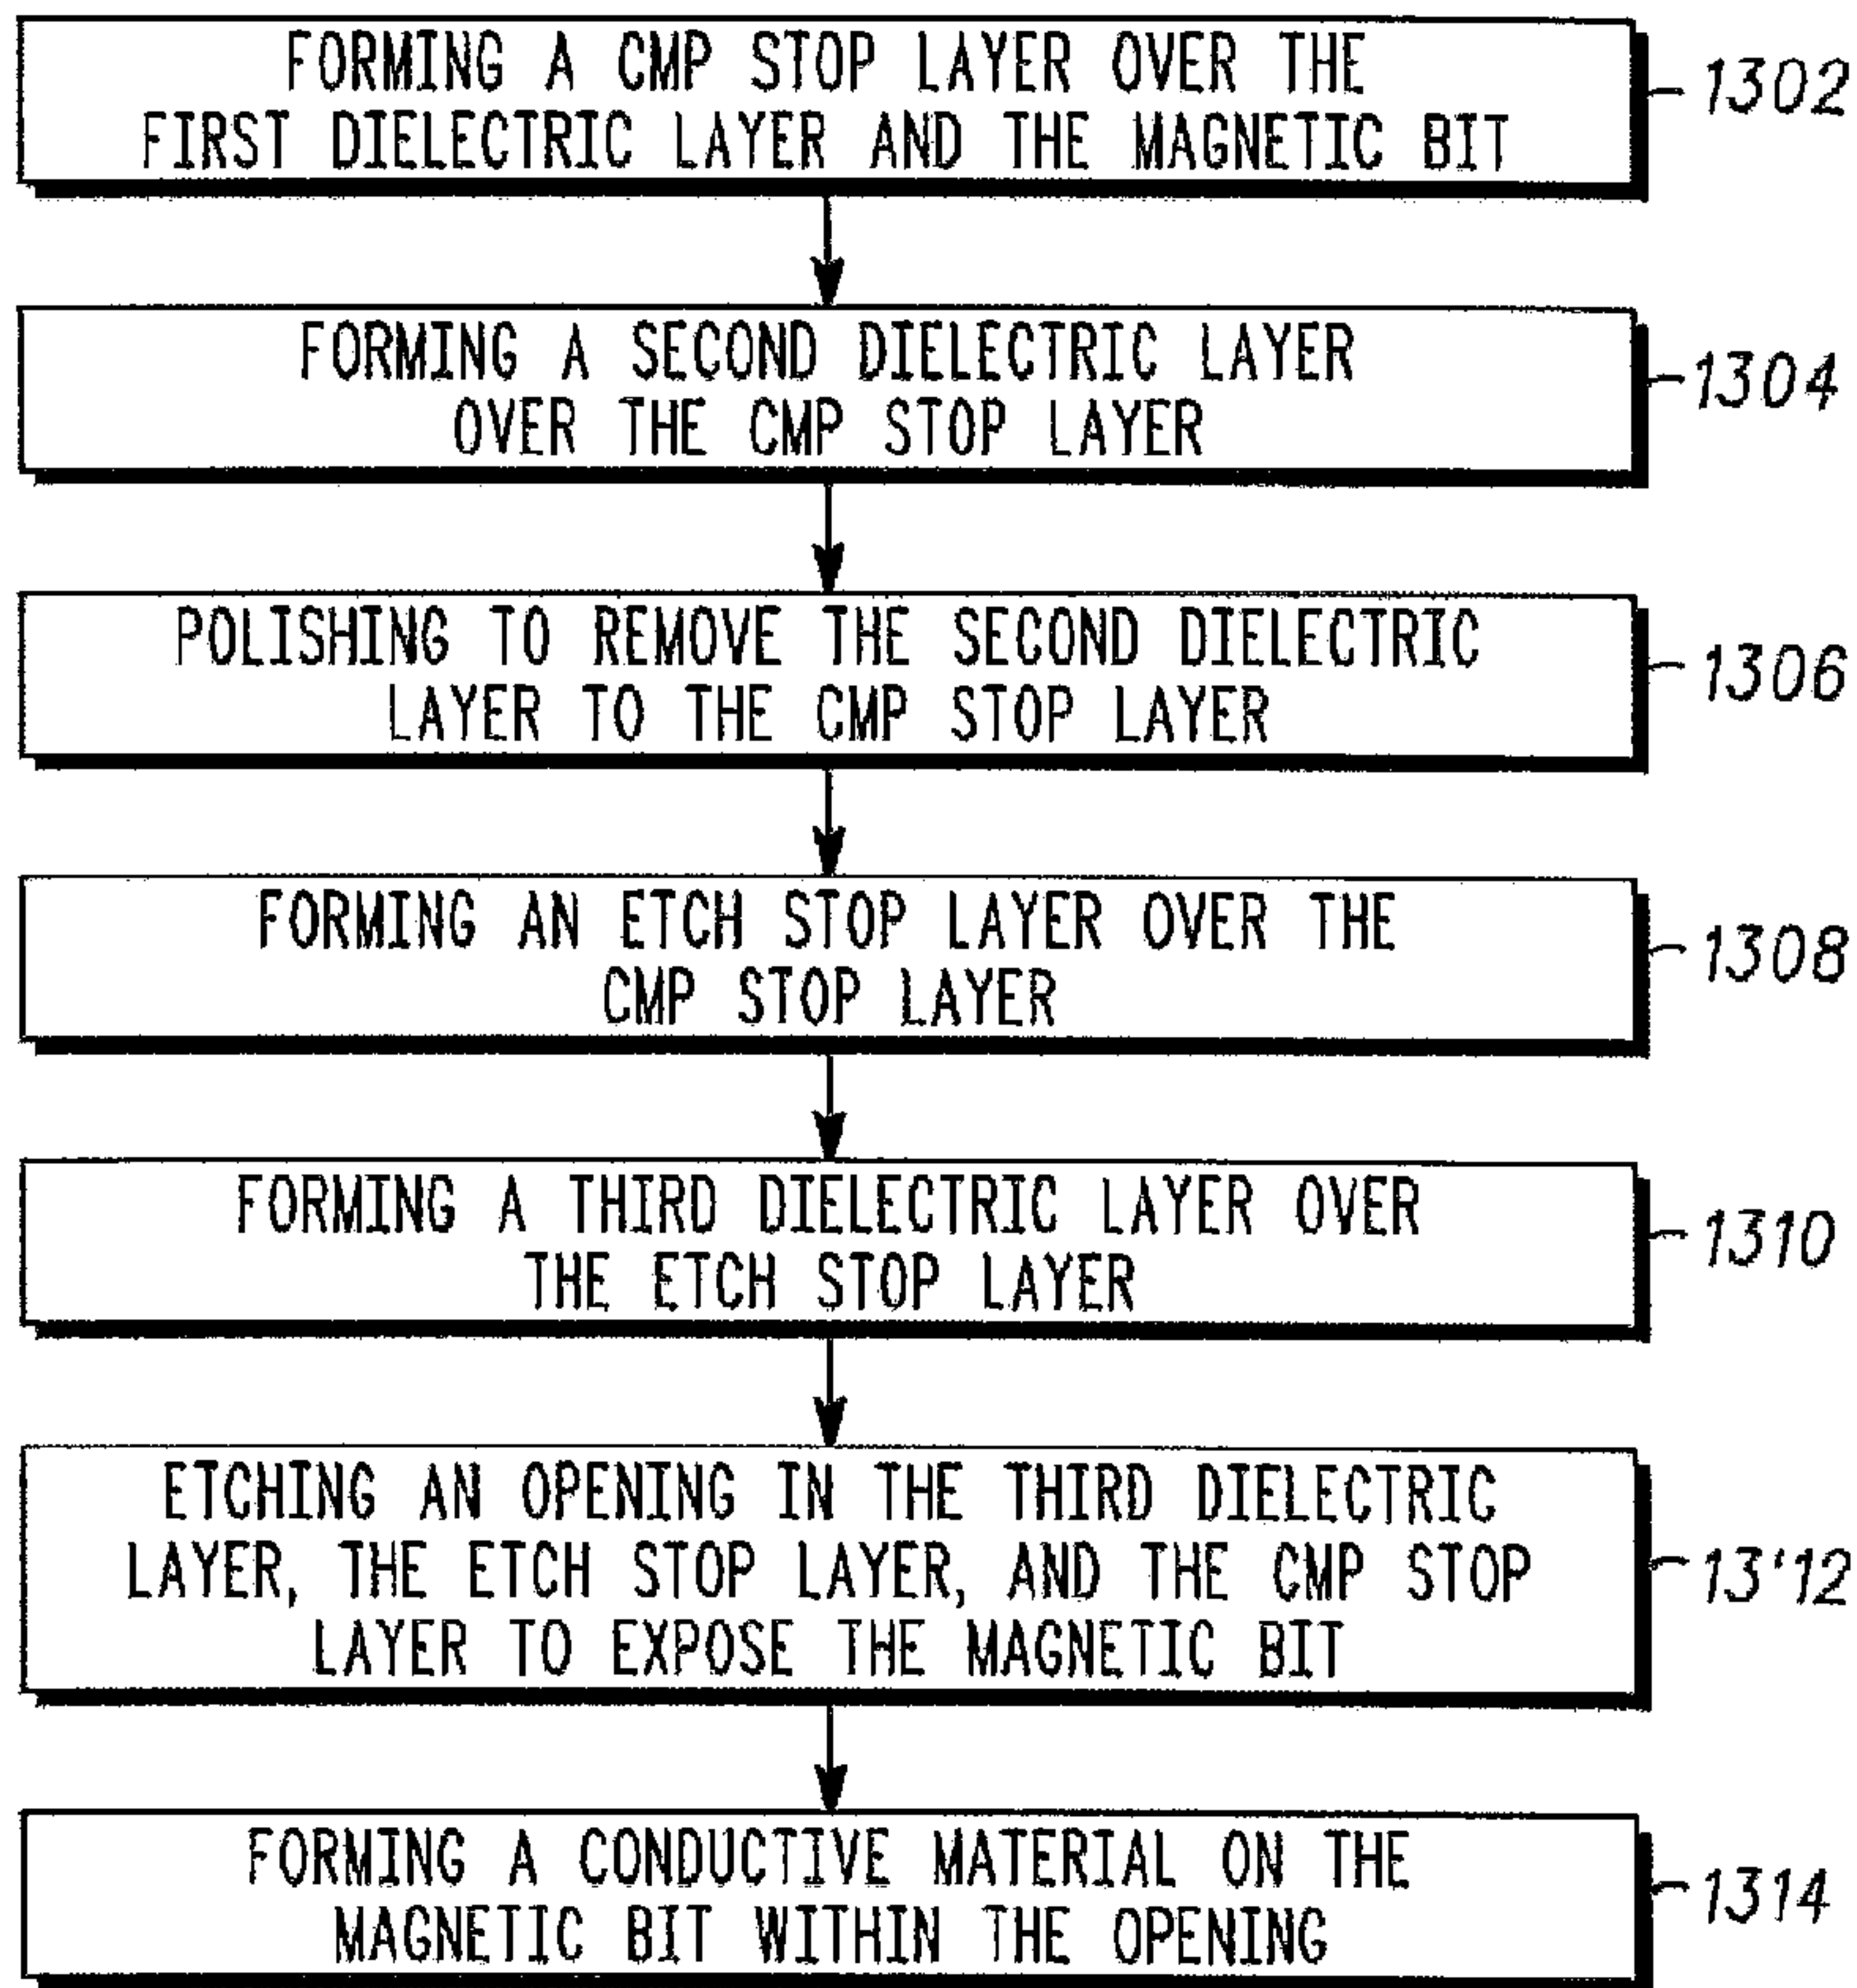 FORMING A CMP STOP LAYER OVER THE
FIRST DIELECTRIC LAYER AND THE MAGNETIC BIT
1302
FORMING A SECOND DIELECTRIC LAYER
OVER THE CMP STOP LAYER
1304
POLISHING TO REMOVE THE SECOND DIELECTRIC
LAYER TO THE CMP STOP LAYER
1306
FORMING AN ETCH STOP LAYER OVER THE
CMP STOP LAYER
1308
FORMING A THIRD DIELECTRIC LAYER OVER
THE ETCH STOP LAYER
1310
ETCHING AN OPENING IN THE THIRD DIELECTRIC
LAYER, THE ETCH STOP LAYER, AND THE CMP STOP
LAYER TO EXPOSE THE MAGNETIC BIT
13'12
FORMING A CONDUCTIVE MATERIAL ON THE
MAGNETIC BIT WITHIN THE OPENING
1314